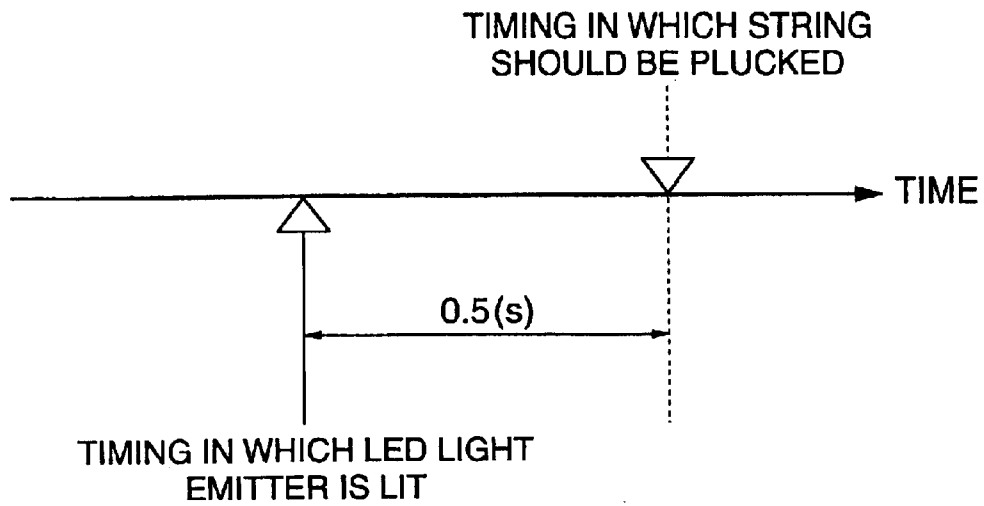 TIMING IN WHICH STRING
SHOULD BE PLUCKED
TIME
0.5(s)
TIMING IN WHICH LED LIGHT
EMITTER IS LIT